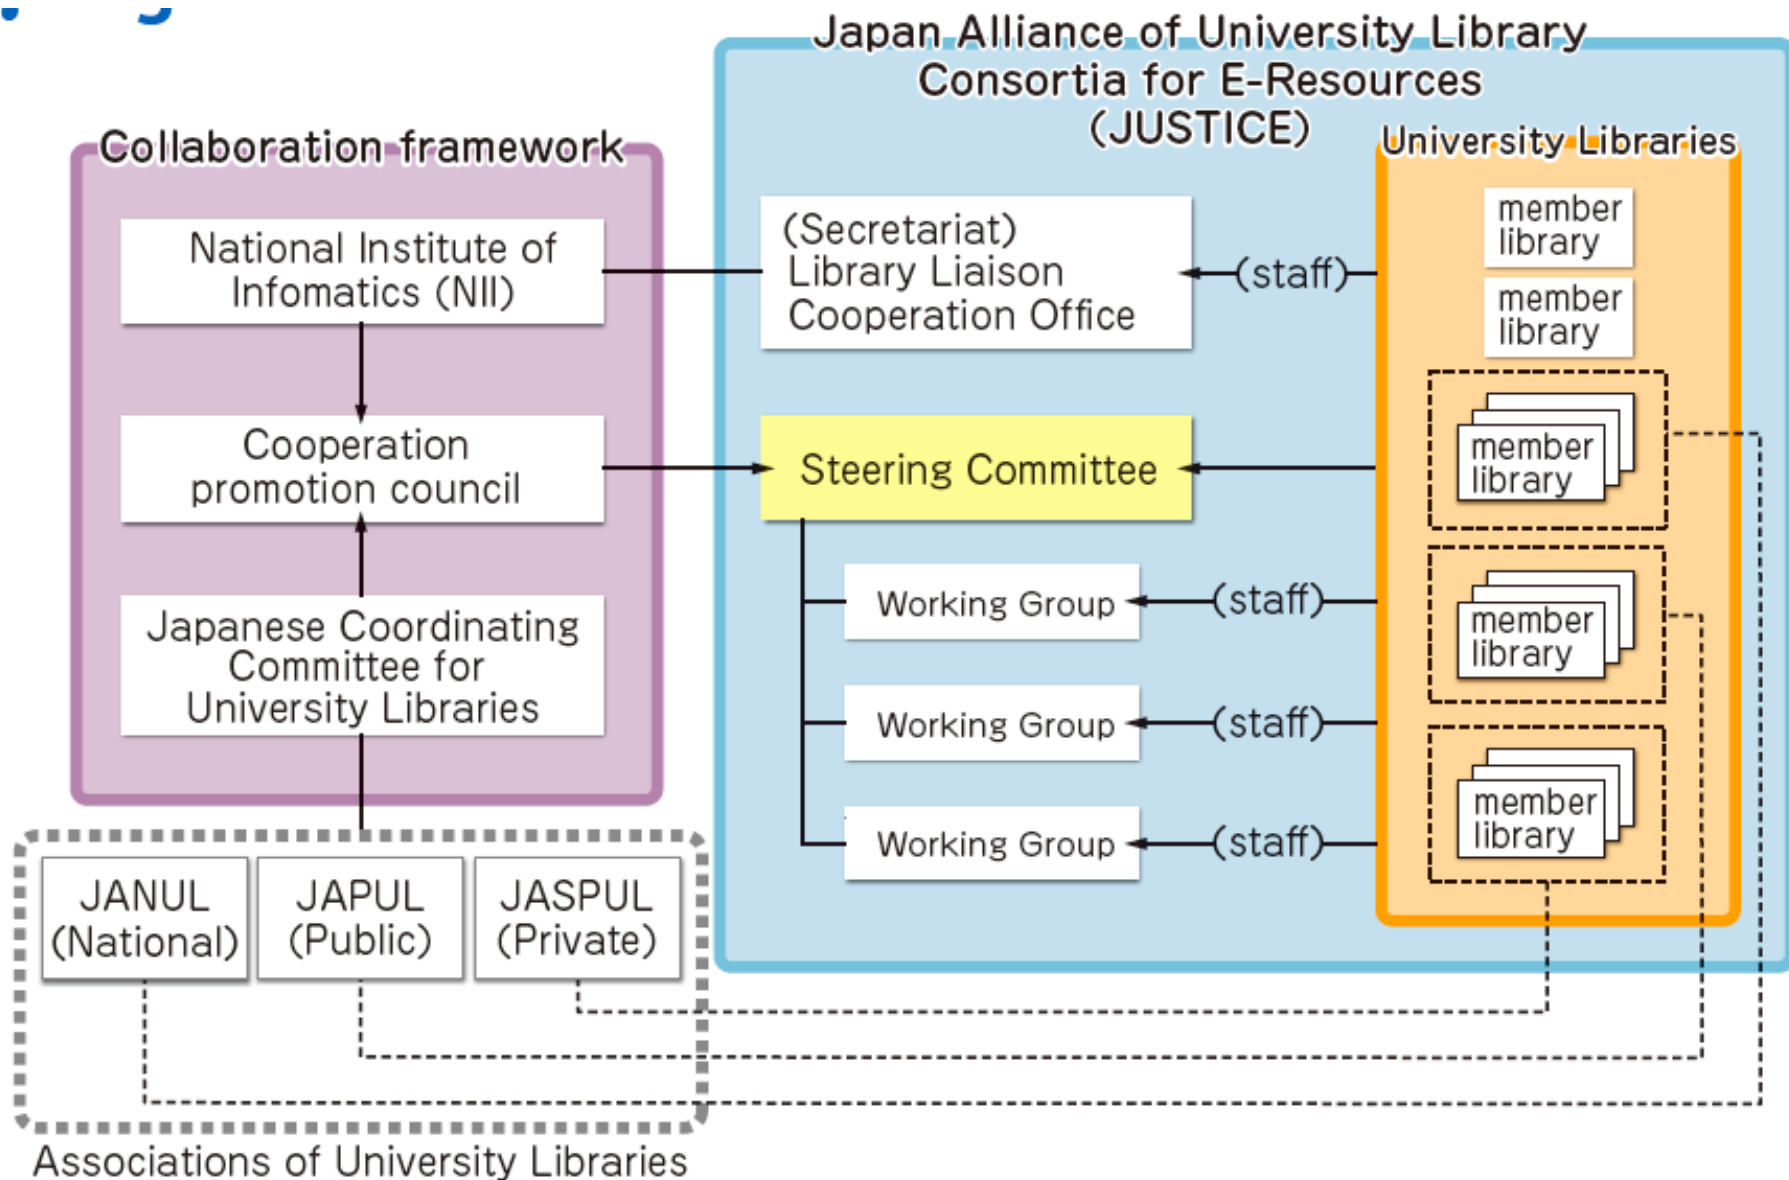 Japan Alliance of University Library
Consortia for E-Resources
(JUSTICE)
Collaboration framework
National Institute of
Infomatics (NII)
Cooperation
promotion council
Japanese Coordinating
Committee for
University Libraries
(Secretariat)
Library Liaison
Cooperation Office
(staff)
Steering Committee
Working Group
(staff)
Working Group
(staff)
Working Group
(staff)
University Libraries
member
library
member
library
member
library
member
library
member
library
JANUL
(National)
JAPUL
(Public)
JASPUL
(Private)
Associations of University Libraries